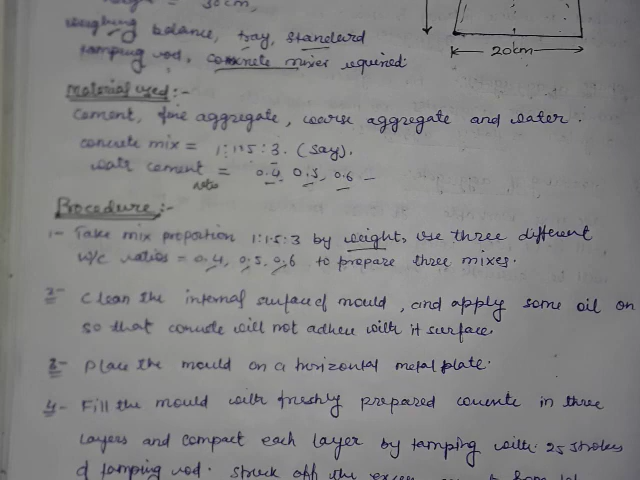 = 30cm,
weighing balance, tray, standard
20cm
tamping rod, concrete mixer required
Material used :-
Cement, fine aggregate, coarse aggregate and water.
concrete mix = 1:1.5:3. (say).
water cement = 0.4, 0.5, 0.6
ratio
Procedure :-
1- Take mix proportion 1:1.5:3 by weight, use three different
w/c ratios = 0.4, 0.5, 0.6 to prepare three mixes.
2- Clean the internal surface of mould, and apply some oil on
so that concrete will not adhere with it surface.
3- Place the mould on a horizontal metal plate.
4- Fill the mould with freshly prepared concrete in three
layers and compact each layer by tamping with 25 strokes
of tamping rod. Struck off the